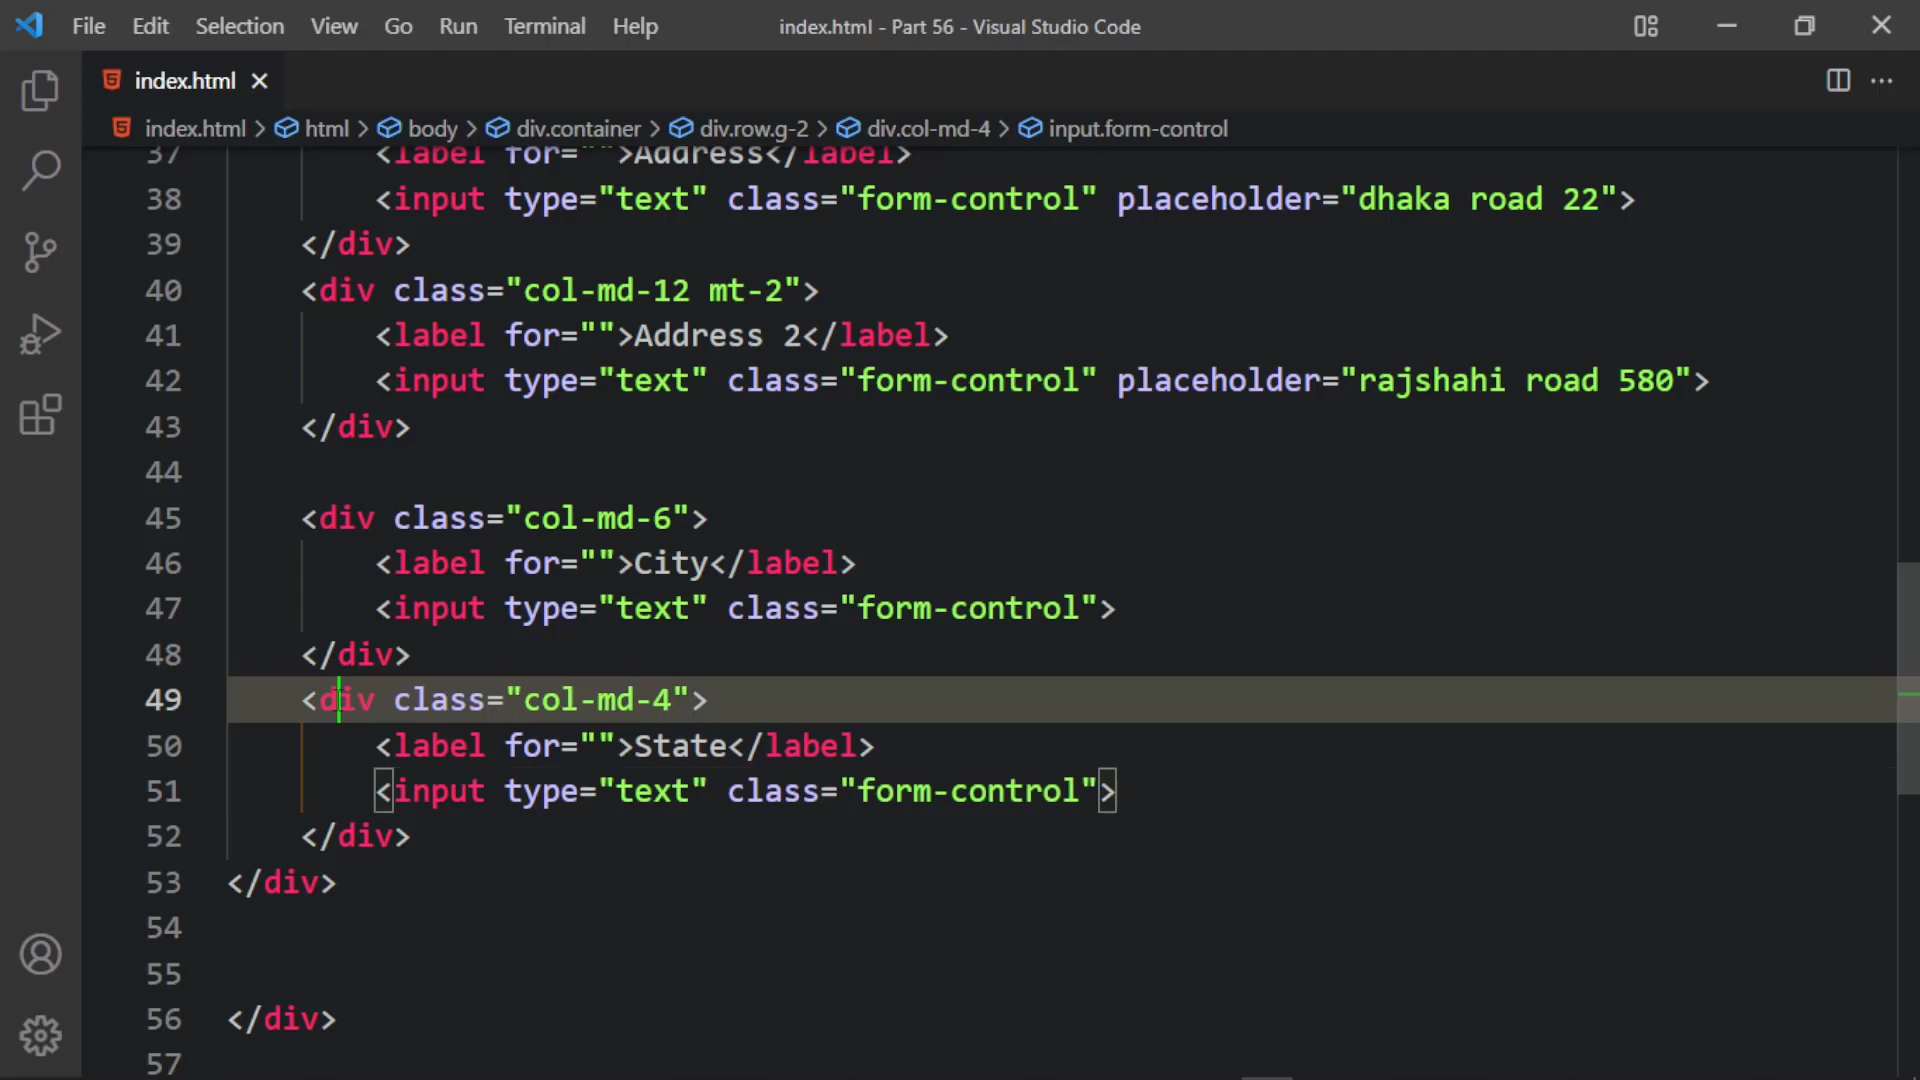 File Edit Selection View Go Run Terminal Help index.html - Part 56 - Visual Studio Code
index.html
index.html > html > body > div.container > div.row.g-2 > div.col-md-4 > input.form-control
37 <label for="">Address</label>
38 <input type="text" class="form-control" placeholder="dhaka road 22">
39 </div>
40 <div class="col-md-12 mt-2">
41 <label for="">Address 2</label>
42 <input type="text" class="form-control" placeholder="rajshahi road 580">
43 </div>
44
45 <div class="col-md-6">
46 <label for="">City</label>
47 <input type="text" class="form-control">
48 </div>
49 <div class="col-md-4">
50 <label for="">State</label>
51 <input type="text" class="form-control">
52 </div>
53 </div>
54
55
56 </div>
57